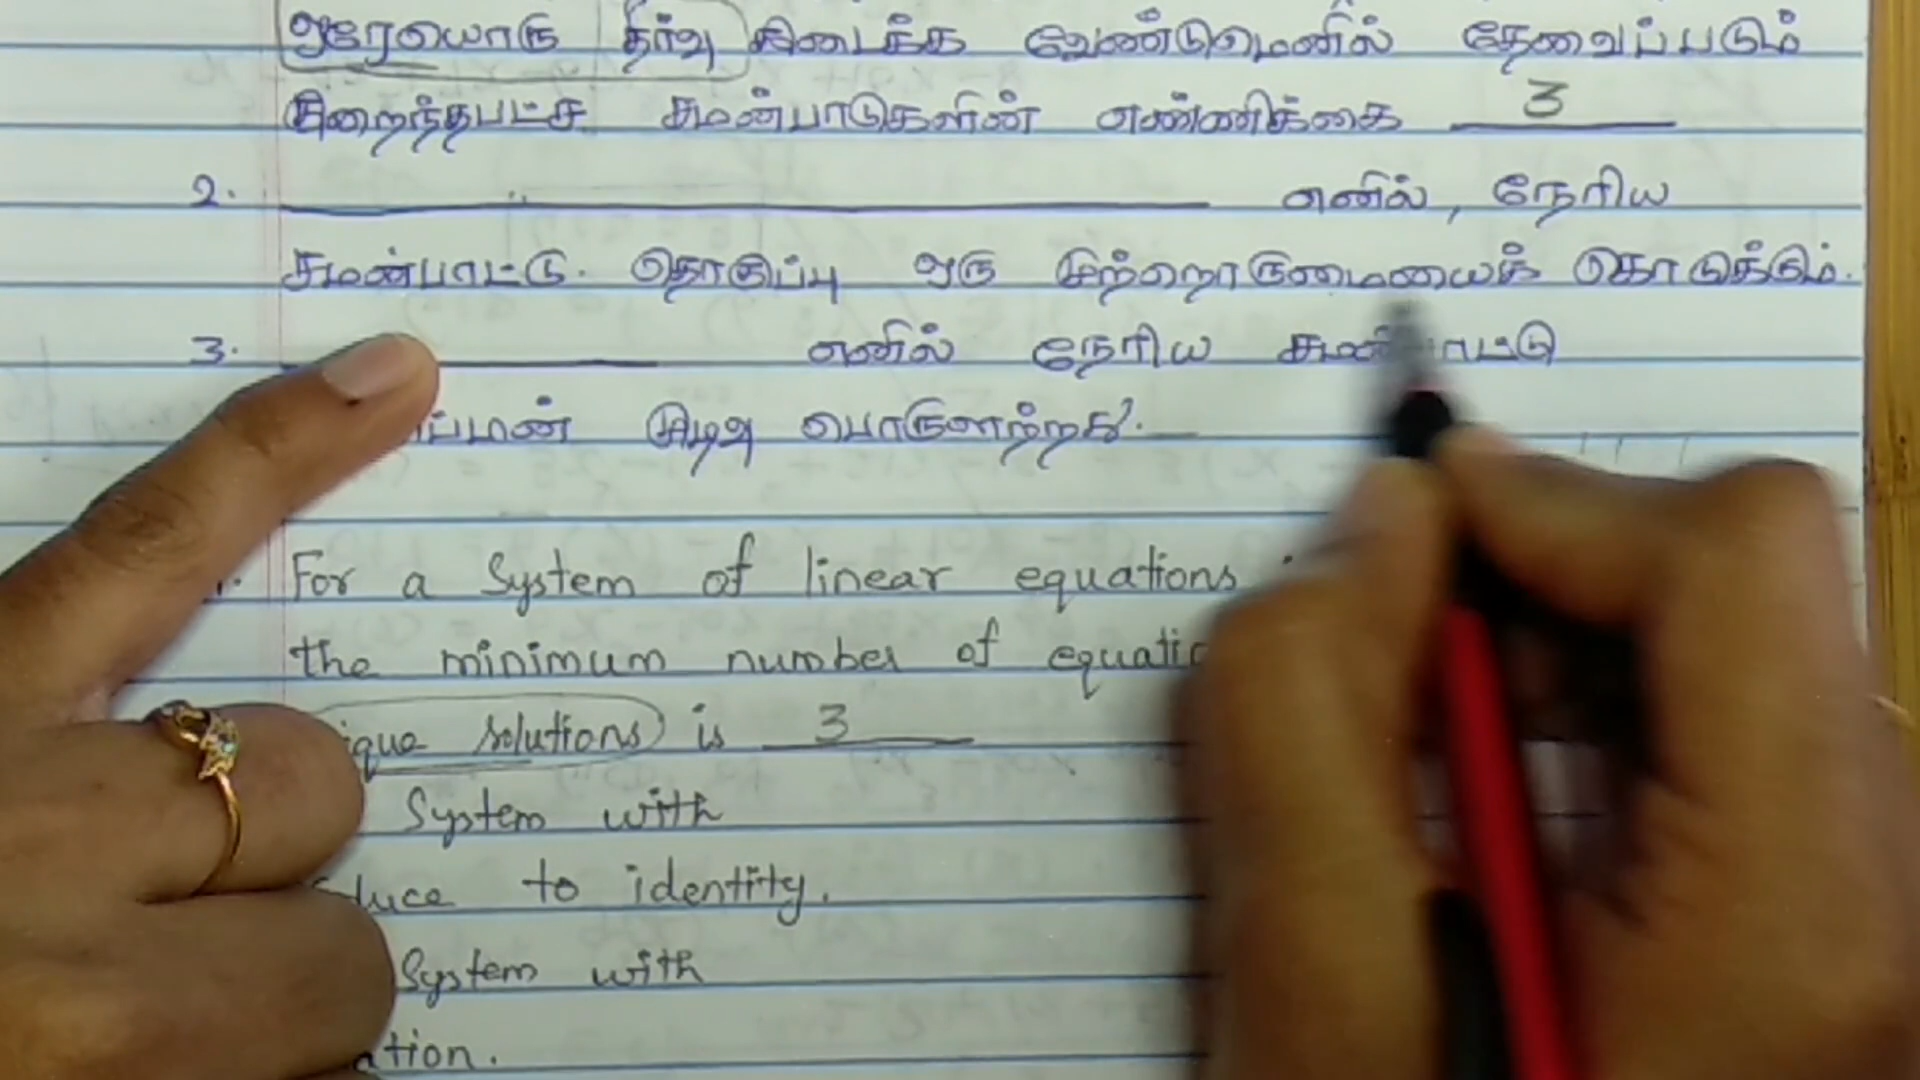 ஒரேயொரு தீர்வு கிடைக்க வேண்டுமெனில் தேவைப்படும்
குறைந்தபட்ச சமன்பாடுகளின் எண்ணிக்கை 3
2. எனில், நேரிய
சமன்பாட்டு தொகுப்பு ஒரு முற்றொருமையைக் கொடுக்கும்.
3. எனில் நேரிய
முடிவு பொருளற்றது.
For a System of linear equations
the minimum number of
solutions is 3
System with
to identity.
System with